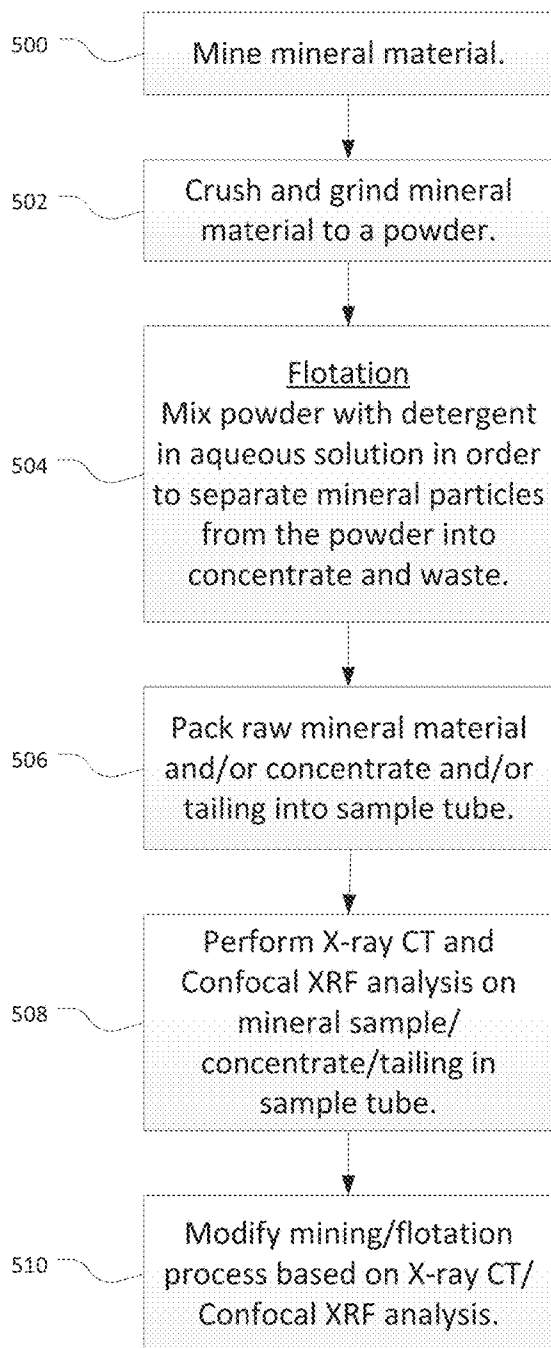 500
Mine mineral material.
502
Crush and grind mineral
material to a powder.
504
Flotation
Mix powder with detergent
in aqueous solution in order
to separate mineral particles
from the powder into
concentrate and waste.
506
Pack raw mineral material
and/or concentrate and/or
tailing into sample tube.
508
Perform X-ray CT and
Confocal XRF analysis on
mineral sample/
concentrate/tailing in
sample tube.
510
Modify mining/flotation
process based on X-ray CT/
Confocal XRF analysis.